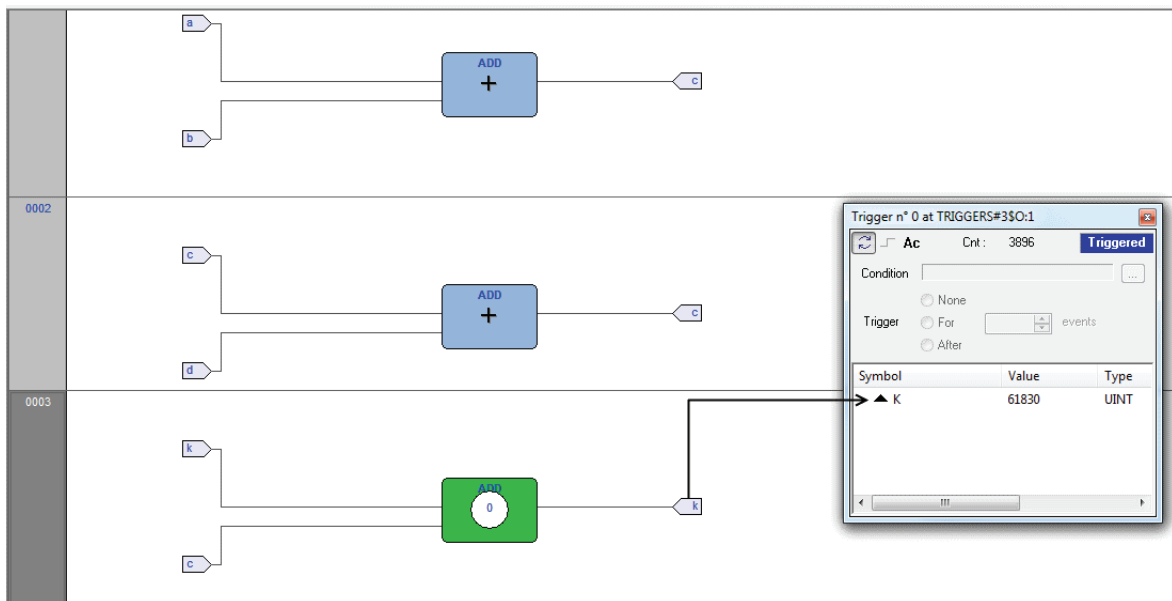 a
ADD
+
c
b
0002
c
ADD
+
c
d
0003
k
ADD
0
k
c
Trigger n° 0 at TRIGGERS#3$O:1
Ac Cnt: 3896 Triggered
Condition ...
None
Trigger For events
After
Symbol Value Type
K 61830 UINT